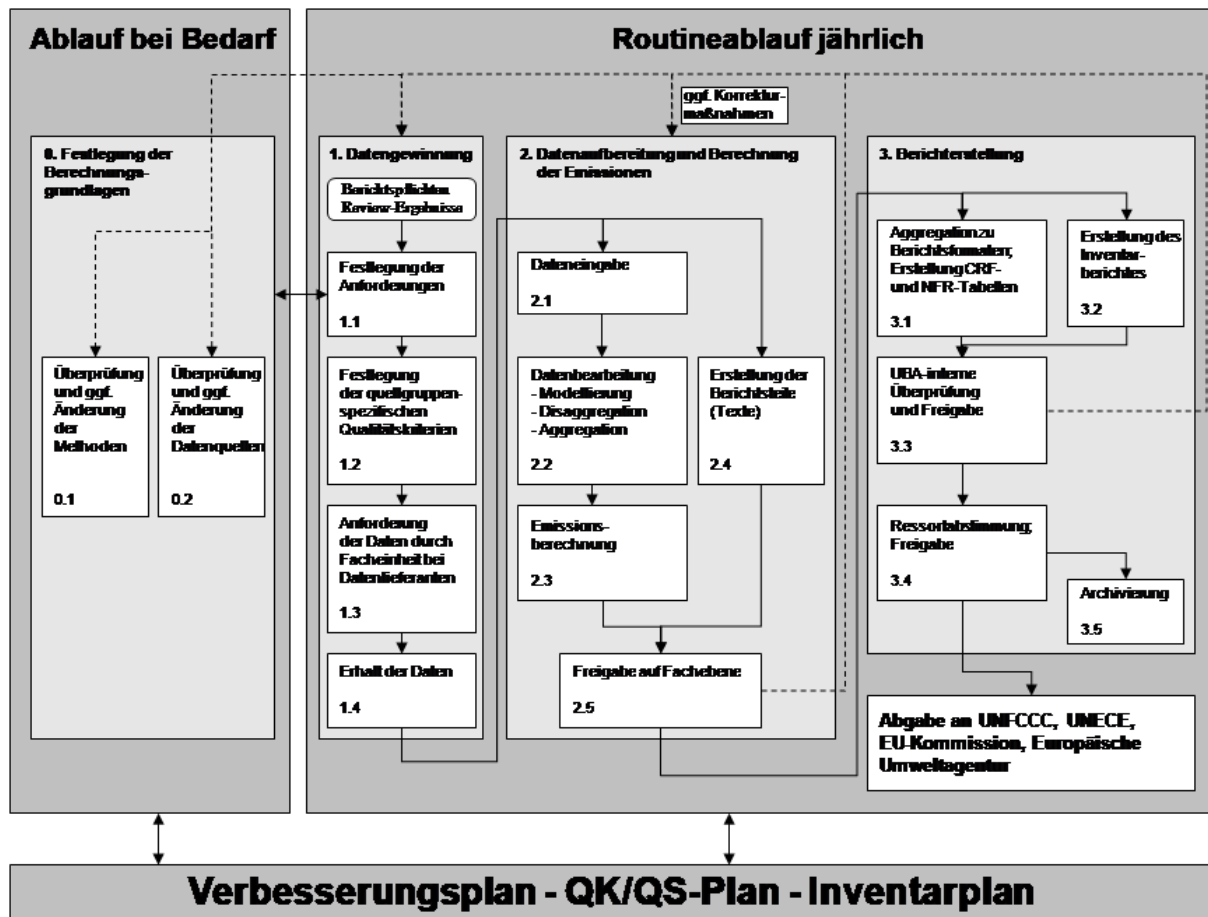 Ablauf bei Bedarf
Routineablauf jährlich
ggf. Korrektur-
maßnahmen
0. Festlegung der
Berechnungs-
grundlagen
Überprüfung
und ggf.
Änderung
der
Methoden
0.1
Überprüfung
und ggf.
Änderung
der
Datenquellen
0.2
1. Datengewinnung
Berichtspflichten
Review-Ergebnisse
Festlegung der
Anforderungen
1.1
Festlegung
der quellgruppen-
spezifischen
Qualitätskriterien
1.2
Anforderung
der Daten durch
Facheinheit bei
Datenlieferanten
1.3
Erhalt der Daten
1.4
2. Datenaufbereitung und Berechnung
der Emissionen
Dateneingabe
2.1
Datenbearbeitung
- Modellierung
- Disaggregation
- Aggregation
2.2
Emissions-
berechnung
2.3
Erstellung der
Berichtsteile
(Texte)
2.4
Freigabe auf Fachebene
2.5
3. Berichterstellung
Aggregation zu
Berichtsformaten;
Erstellung CRF-
und NFR-Tabellen
3.1
Erstellung des
Inventar-
berichtes
3.2
UBA-interne
Überprüfung
und Freigabe
3.3
Ressortabstimmung;
Freigabe
3.4
Archivierung
3.5
Abgabe an UNFCCC, UNECE,
EU-Kommission, Europäische
Umweltagentur
Verbesserungsplan - QK/QS-Plan - Inventarplan